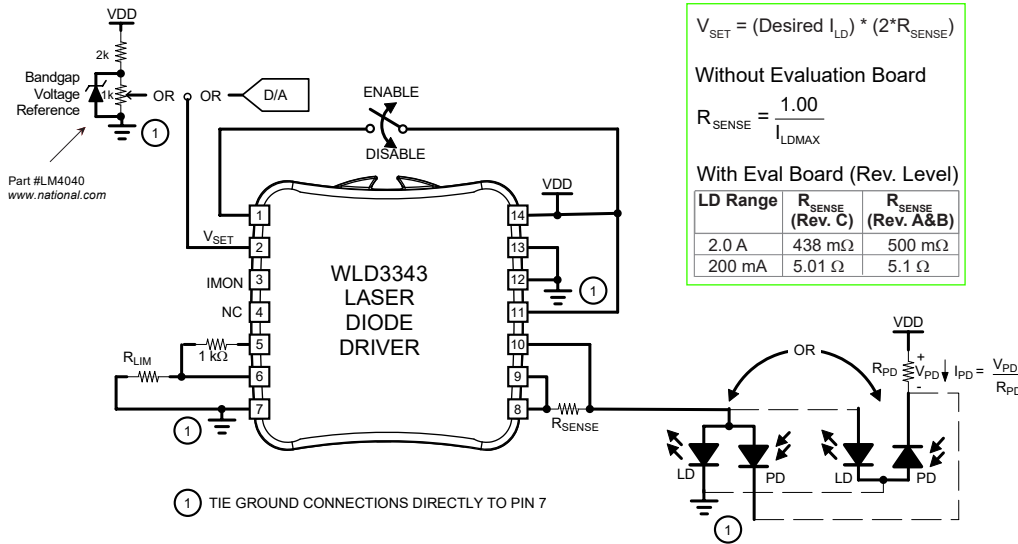 VDD
2k
Bandgap
Voltage
Reference
1k
OR
OR
D/A
1
Part #LM4040
www.national.com
ENABLE
DISABLE
VDD
V_SET
IMON
NC
1 kΩ
R_LIM
1
2
3
4
5
6
7
14
13
12
11
10
9
8
WLD3343
LASER
DIODE
DRIVER
1
1
R_SENSE
1 TIE GROUND CONNECTIONS DIRECTLY TO PIN 7
V_SET = (Desired I_LD) * (2*R_SENSE)
Without Evaluation Board
R_SENSE = 1.00
I_LDMAX
With Eval Board (Rev. Level)
LD Range R_SENSE (Rev. C) R_SENSE (Rev. A&B)
2.0 A 438 mΩ 500 mΩ
200 mA 5.01 Ω 5.1 Ω
VDD
OR
R_PD + V_PD - I_PD = V_PD
R_PD
LD
PD
LD
PD
1